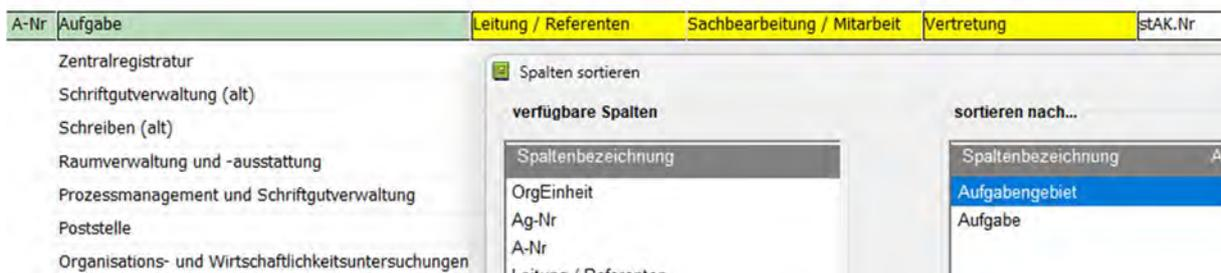 A-Nr Aufgabe Leitung / Referenten Sachbearbeitung / Mitarbeit Vertretung stAK.Nr
Zentralregistratur
Schriftgutverwaltung (alt)
Schreiben (alt)
Raumverwaltung und -ausstattung
Prozessmanagement und Schriftgutverwaltung
Poststelle
Organisations- und Wirtschaftlichkeitsuntersuchungen
Spalten sortieren
verfügbare Spalten
Spaltenbezeichnung
OrgEinheit
Ag-Nr
A-Nr
Leitung / Referenten
sortieren nach...
Spaltenbezeichnung A
Aufgabengebiet
Aufgabe